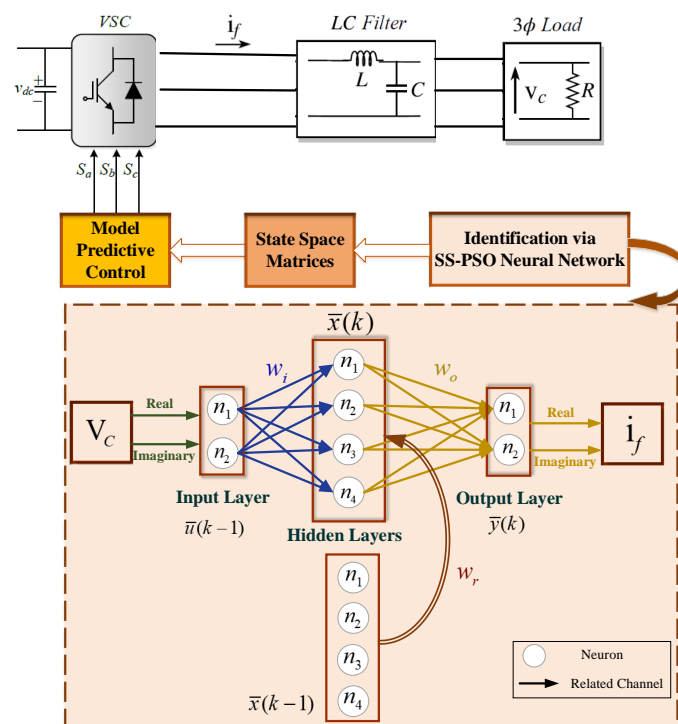 VSC
i_f
LC Filter
3ϕ Load
v_dc
+
−
L
C
v_C
R
S_a S_b S_c
Model
Predictive
Control
State Space
Matrices
Identification via
SS-PSO Neural Network
x̅(k)
w_i
w_o
V_C
Real
Imaginary
n_1
n_2
Input Layer
u̅(k−1)
n_1
n_2
n_3
n_4
Hidden Layers
n_1
n_2
Output Layer
y̅(k)
Real
Imaginary
i_f
w_r
n_1
n_2
n_3
n_4
x̅(k−1)
Neuron
Related Channel